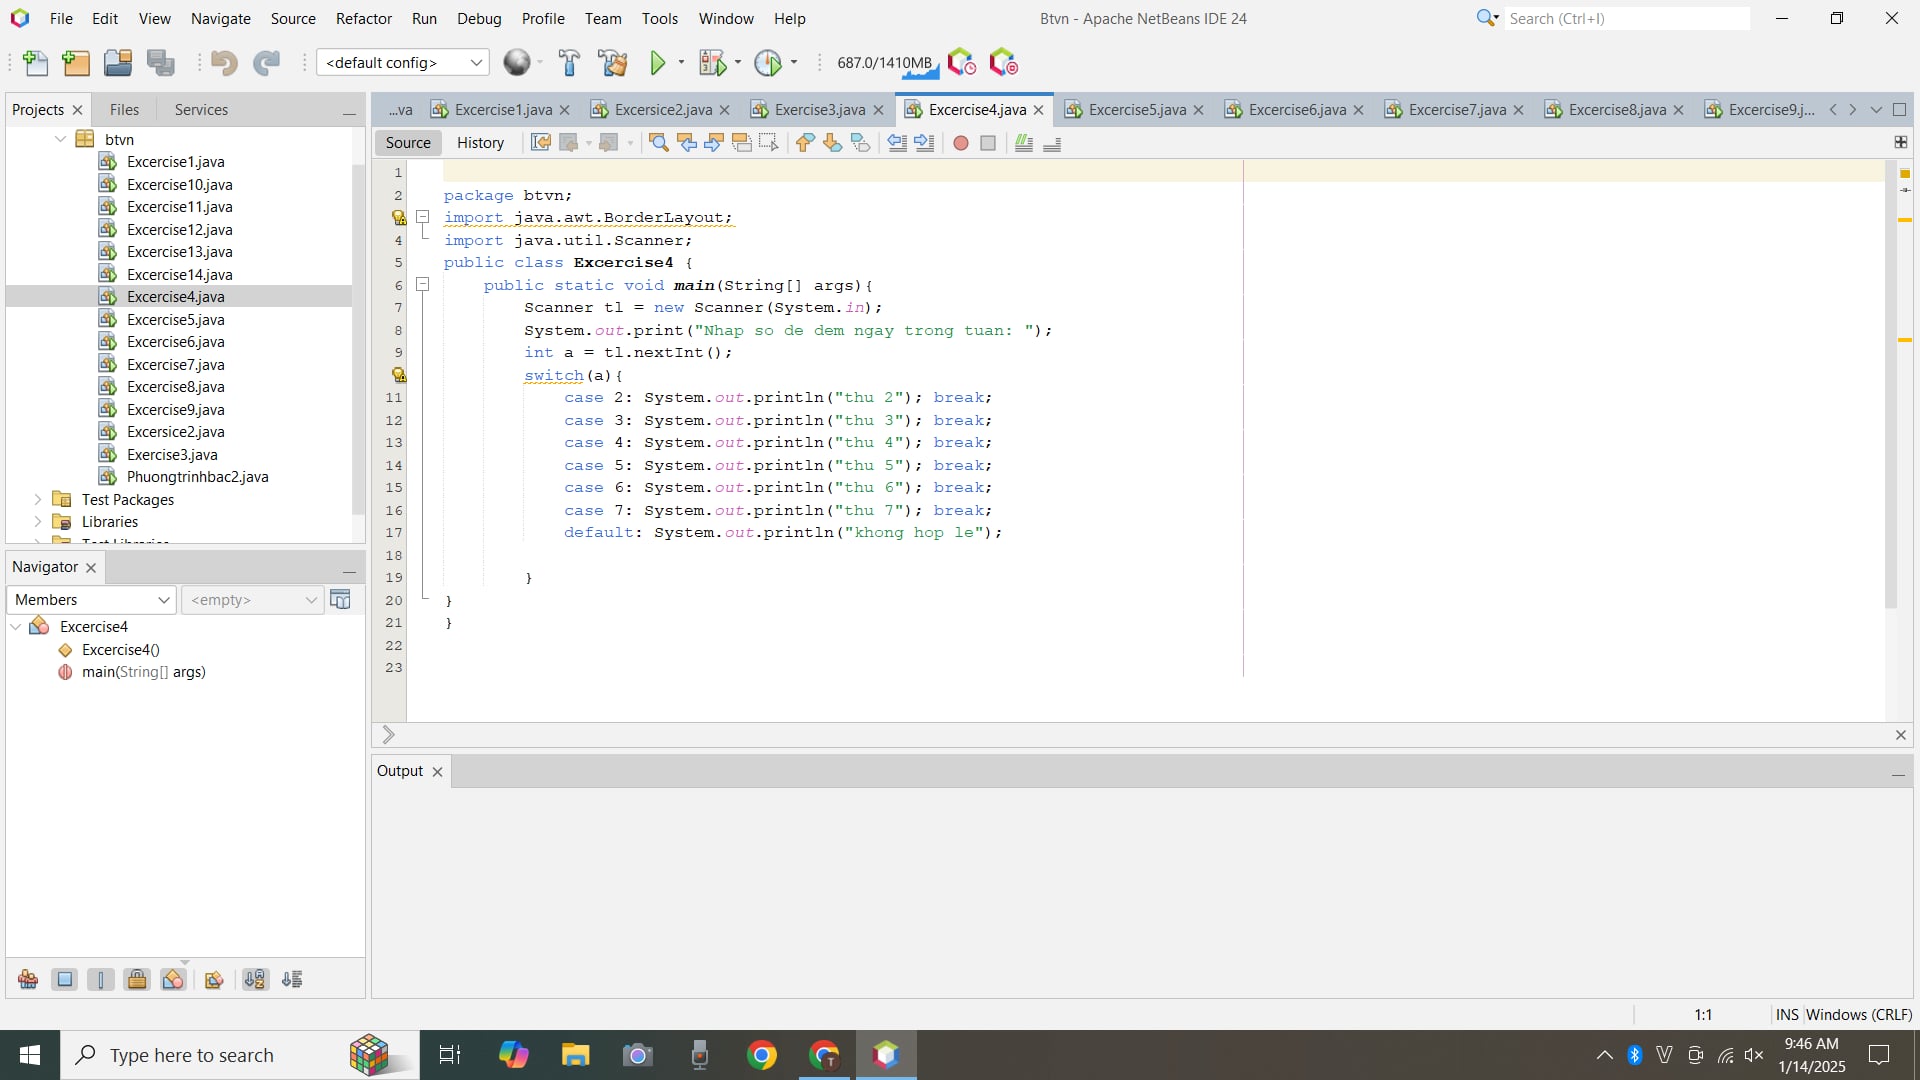 File Edit View Navigate Source Refactor Run Debug Profile Team Tools Window Help
Btvn - Apache NetBeans IDE 24
Search (Ctrl+I)
<default config>
687.0/1410MB
Projects Files Services
...va Excercise1.java Excersice2.java Exercise3.java Excercise4.java Excercise5.java Excercise6.java Excercise7.java Excercise8.java Excercise9.j...
Source History
btvn
Excercise1.java
Excercise10.java
Excercise11.java
Excercise12.java
Excercise13.java
Excercise14.java
Excercise4.java
Excercise5.java
Excercise6.java
Excercise7.java
Excercise8.java
Excercise9.java
Excersice2.java
Exercise3.java
Phuongtrinhbac2.java
Test Packages
Libraries
Test Libraries
Navigator
Members
<empty>
Excercise4
Excercise4()
main(String[] args)
1
2 package btvn;
import java.awt.BorderLayout;
4 import java.util.Scanner;
5 public class Excercise4 {
6 public static void main(String[] args){
7 Scanner tl = new Scanner(System.in);
8 System.out.print("Nhap so de dem ngay trong tuan: ");
9 int a = tl.nextInt();
switch(a){
11 case 2: System.out.println("thu 2"); break;
12 case 3: System.out.println("thu 3"); break;
13 case 4: System.out.println("thu 4"); break;
14 case 5: System.out.println("thu 5"); break;
15 case 6: System.out.println("thu 6"); break;
16 case 7: System.out.println("thu 7"); break;
17 default: System.out.println("khong hop le");
18
19 }
20 }
21 }
22
23
Output
1:1 INS Windows (CRLF)
Type here to search
9:46 AM
1/14/2025